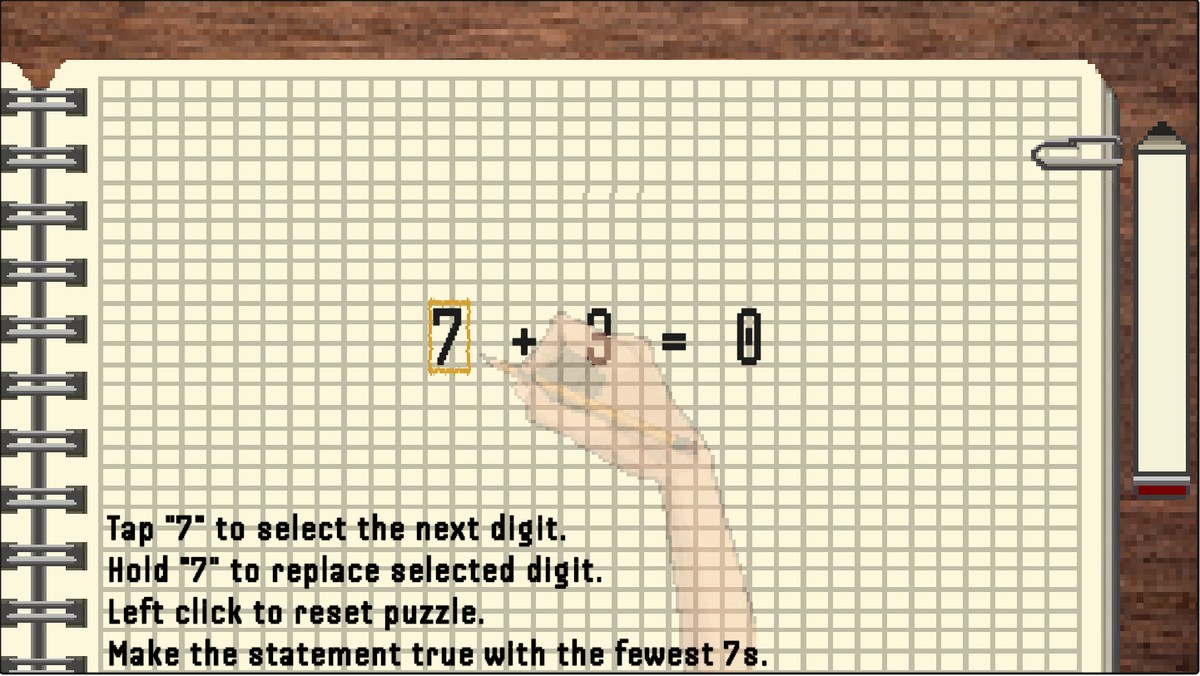 7 + 3 = 0
Tap "7" to select the next digit.
Hold "7" to replace selected digit.
Left click to reset puzzle.
Make the statement true with the fewest 7s.